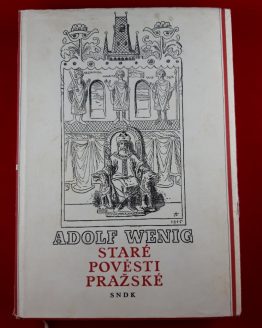 ADOLF WENIG
STARÉ
POVĚSTI
PRAŽSKÉ
SNDK